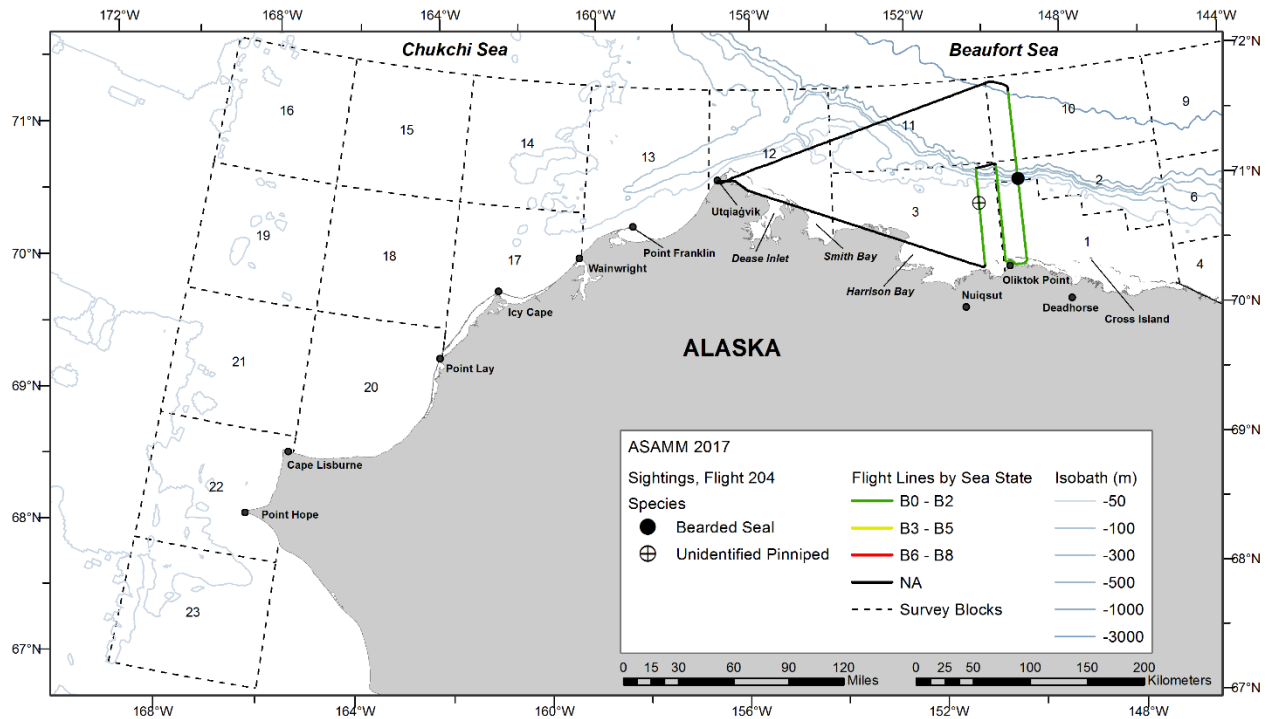 172°W 168°W 164°W 160°W 156°W 152°W 148°W 144°W
Chukchi Sea Beaufort Sea
72°N
71°N
71°N
70°N
70°N
69°N
69°N
68°N
68°N
67°N
67°N
16
15
14
13
12
11
10
9
19
18
17
3
2
6
1
4
21
20
22
23
Utqiaġvik
Dease Inlet
Smith Bay
Harrison Bay
Point Franklin
Wainwright
Icy Cape
Point Lay
Cape Lisburne
Point Hope
Oliktok Point
Nuiqsut
Deadhorse
Cross Island
ALASKA
ASAMM 2017
Sightings, Flight 204
Species
Bearded Seal
Unidentified Pinniped
Flight Lines by Sea State
B0 - B2
B3 - B5
B6 - B8
NA
Survey Blocks
Isobath (m)
-50
-100
-300
-500
-1000
-3000
0 15 30 60 90 120
Miles
0 25 50 100 150 200
Kilometers
168°W 164°W 160°W 156°W 152°W 148°W